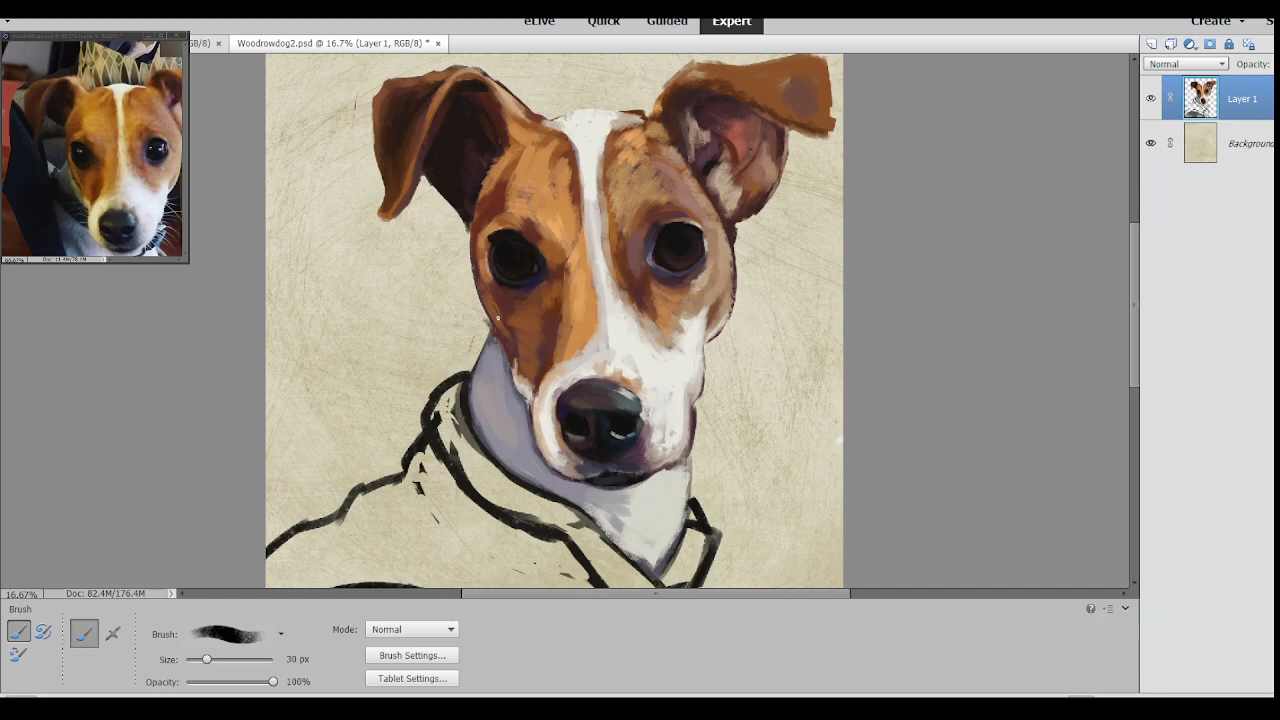 eLive Quick Guided Expert Create
GB/8) × Woodrowdog2.psd @ 16.7% (Layer 1, RGB/8) * ×
Normal Opacity:
Layer 1
Background
16.67% Doc: 82.4M/176.4M
Brush
Brush: Mode: Normal
Size: 30 px Brush Settings...
Opacity: 100% Tablet Settings...